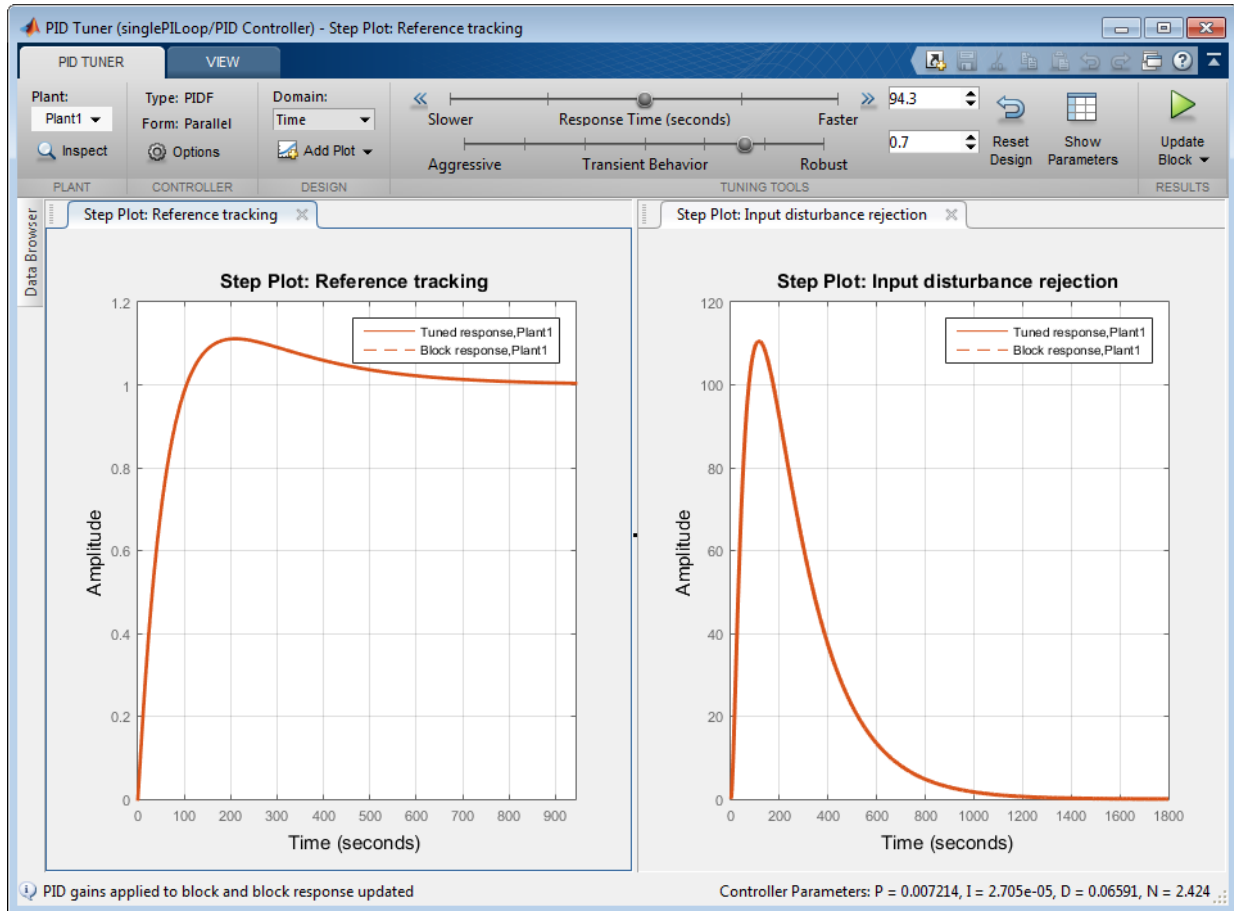 PID Tuner (singlePILoop/PID Controller) - Step Plot: Reference tracking
PID TUNER
VIEW
Plant:
Plant1
Inspect
PLANT
Type: PIDF
Form: Parallel
Options
CONTROLLER
Domain:
Time
Add Plot
DESIGN
Slower
Response Time (seconds)
Faster
94.3
Aggressive
Transient Behavior
Robust
0.7
Reset
Design
Show
Parameters
TUNING TOOLS
Update
Block
RESULTS
Data Browser
Step Plot: Reference tracking
Step Plot: Reference tracking
Tuned response,Plant1
Block response,Plant1
Amplitude
1.2
1
0.8
0.6
0.4
0.2
0
0 100 200 300 400 500 600 700 800 900
Time (seconds)
Step Plot: Input disturbance rejection
Step Plot: Input disturbance rejection
Tuned response,Plant1
Block response,Plant1
Amplitude
120
100
80
60
40
20
0
0 200 400 600 800 1000 1200 1400 1600 1800
Time (seconds)
PID gains applied to block and block response updated
Controller Parameters: P = 0.007214, I = 2.705e-05, D = 0.06591, N = 2.424